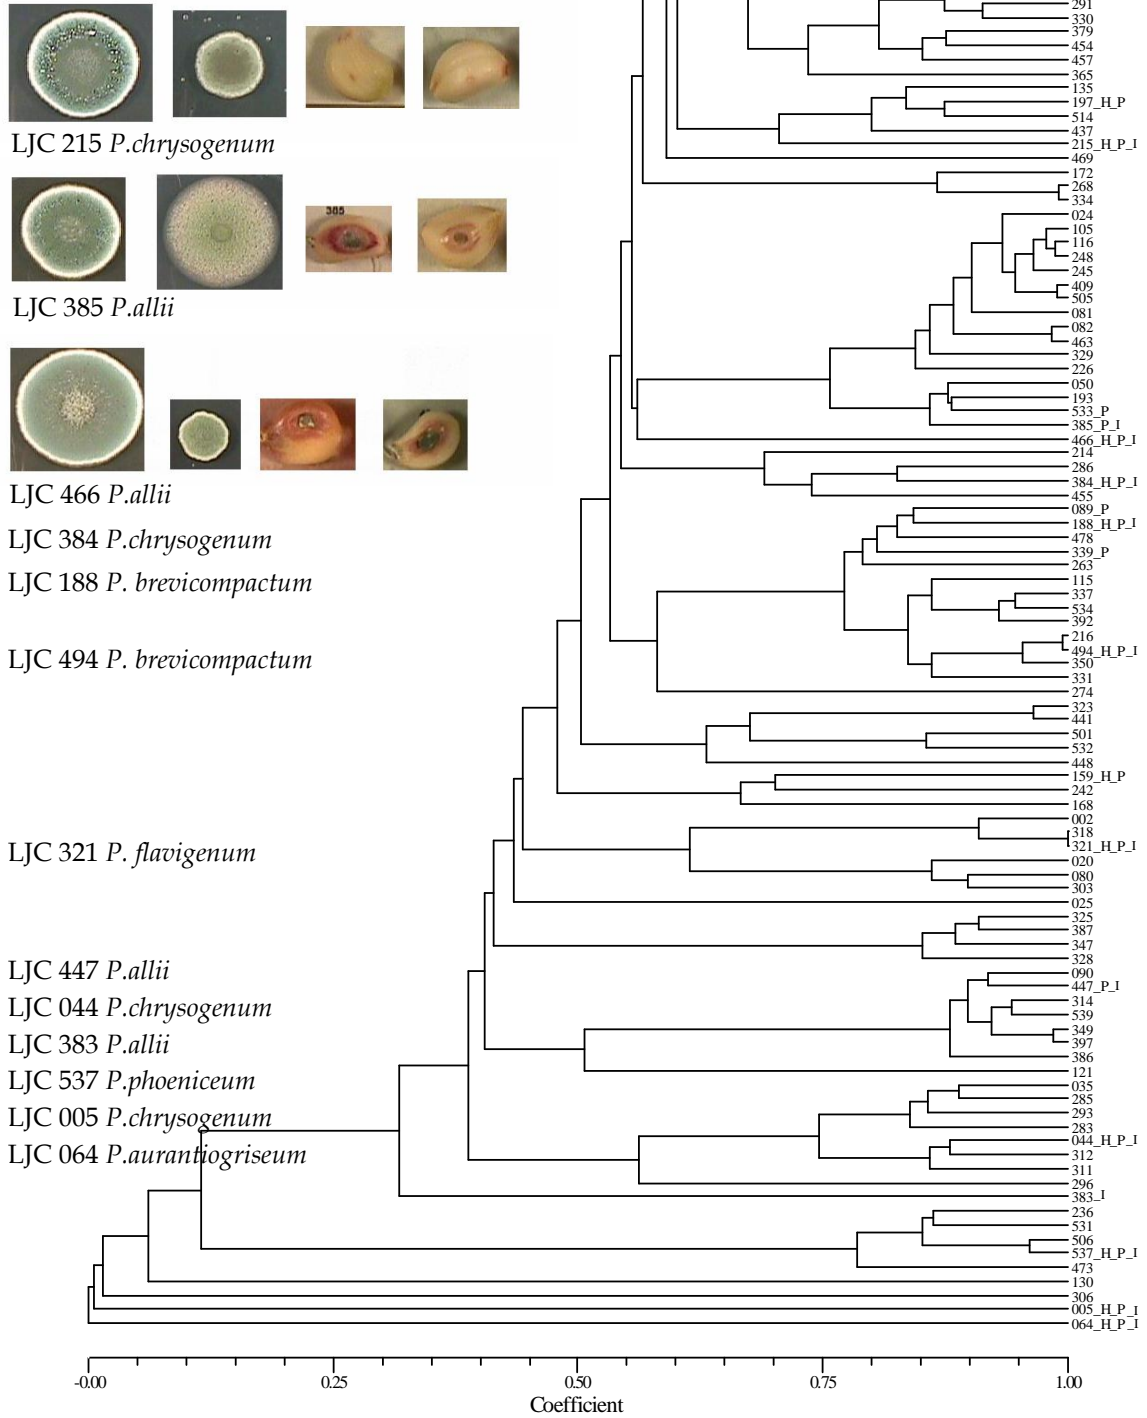 LJC 215 P.chrysogenum
385
LJC 385 P.allii
LJC 466 P.allii
LJC 384 P.chrysogenum
LJC 188 P. brevicompactum
LJC 494 P. brevicompactum
LJC 321 P. flavigenum
LJC 447 P.allii
LJC 044 P.chrysogenum
LJC 383 P.allii
LJC 537 P.phoeniceum
LJC 005 P.chrysogenum
LJC 064 P.aurantiogriseum
291
330
379
454
457
365
135
197_H_P
514
437
215_H_P_I
469
172
268
334
024
105
116
248
245
409
505
081
082
463
329
226
050
193
533_P
385_P_I
466_H_P_I
214
286
384_H_P_I
455
089_P
188_H_P_I
478
339_P
263
115
337
534
392
216
494_H_P_I
350
331
274
323
441
501
532
448
159_H_P
242
168
002
318
321_H_P_I
020
080
303
025
325
387
347
328
090
447_P_I
314
539
349
397
386
121
035
285
293
283
044_H_P_I
312
311
296
383_I
236
531
506
537_H_P_I
473
130
306
005_H_P_I
064_H_P_I
-0.00 0.25 0.50 0.75 1.00
Coefficient